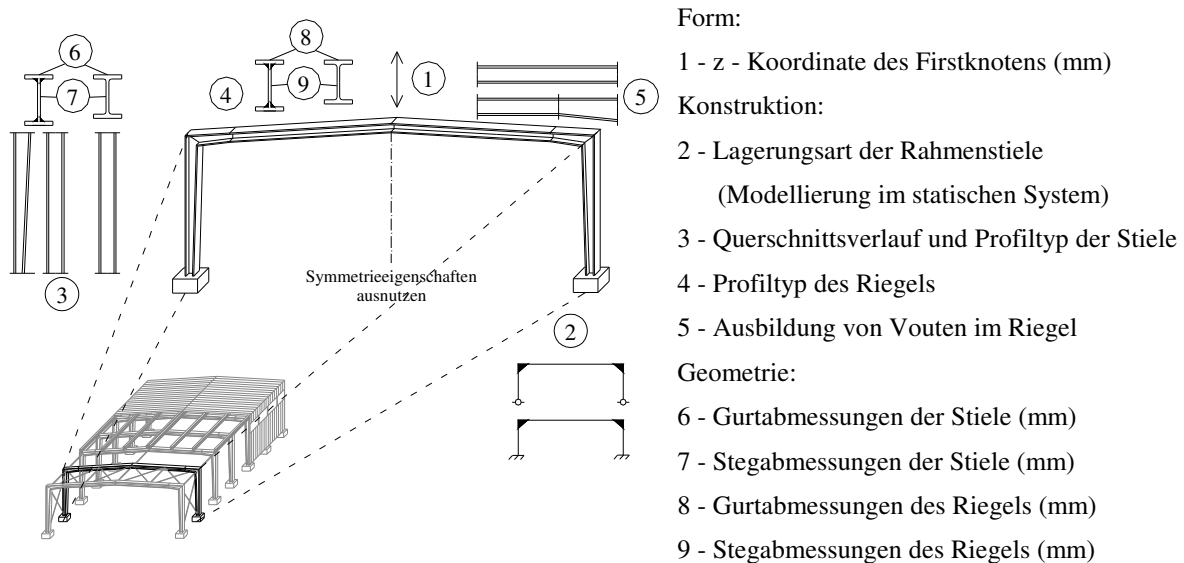 6
7
8
9
4
1
5
3
Symmetrieeigenschaften
ausnutzen
2
Form:
1 - z - Koordinate des Firstknotens (mm)
Konstruktion:
2 - Lagerungsart der Rahmenstiele
(Modellierung im statischen System)
3 - Querschnittsverlauf und Profiltyp der Stiele
4 - Profiltyp des Riegels
5 - Ausbildung von Vouten im Riegel
Geometrie:
6 - Gurtabmessungen der Stiele (mm)
7 - Stegabmessungen der Stiele (mm)
8 - Gurtabmessungen des Riegels (mm)
9 - Stegabmessungen des Riegels (mm)